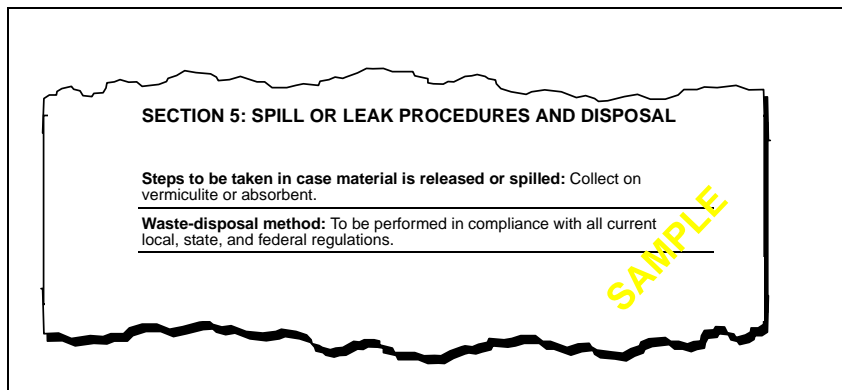 SECTION 5: SPILL OR LEAK PROCEDURES AND DISPOSAL
Steps to be taken in case material is released or spilled: Collect on
vermiculite or absorbent.
Waste-disposal method: To be performed in compliance with all current
local, state, and federal regulations.
SAMPLE